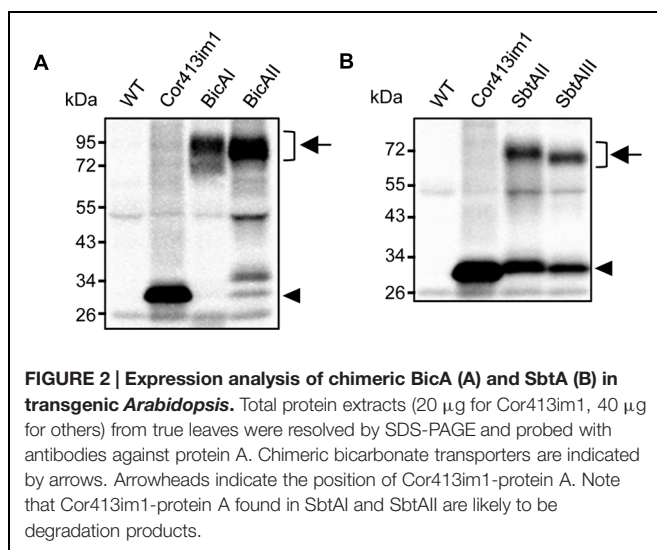 A
B
WT
Cor413im1
BicAI
BicAII
WT
Cor413im1
SbtAII
SbtAIII
kDa
95
72
55
43
34
26
kDa
72
55
43
34
26
FIGURE 2 | Expression analysis of chimeric BicA (A) and SbtA (B) in
transgenic Arabidopsis. Total protein extracts (20 μg for Cor413im1, 40 μg
for others) from true leaves were resolved by SDS-PAGE and probed with
antibodies against protein A. Chimeric bicarbonate transporters are indicated
by arrows. Arrowheads indicate the position of Cor413im1-protein A. Note
that Cor413im1-protein A found in SbtAI and SbtAII are likely to be
degradation products.